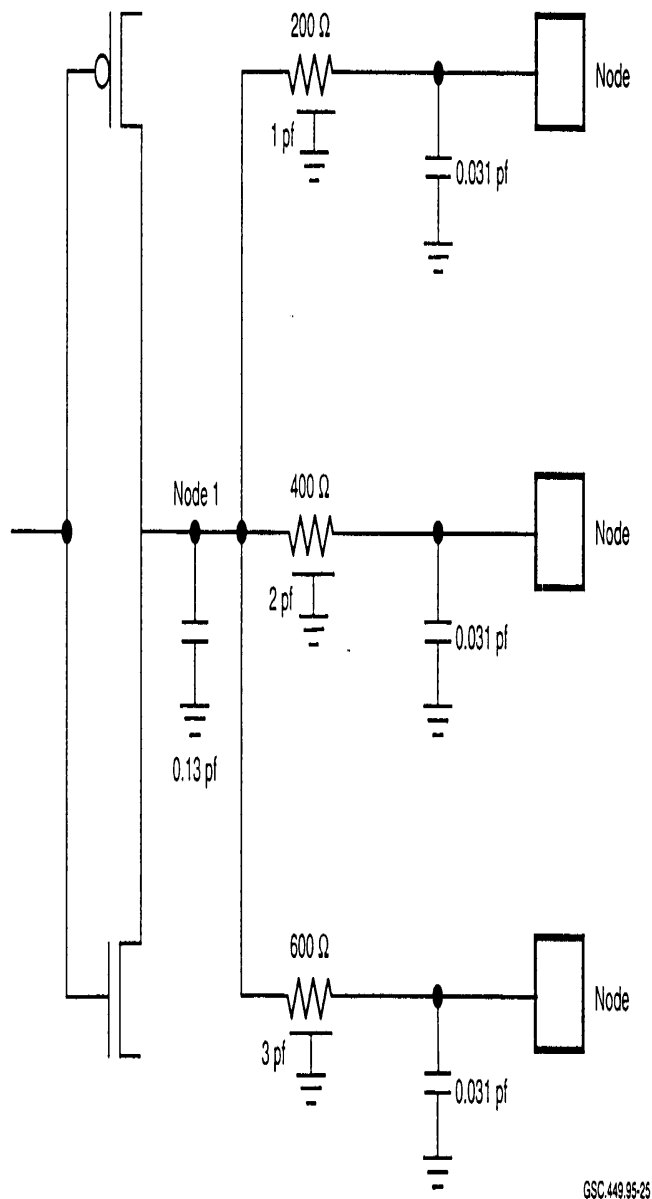 200 Ω
Node
1 pf
0.031 pf
Node 1
400 Ω
Node
2 pf
0.031 pf
0.13 pf
600 Ω
Node
3 pf
0.031 pf
GSC.449.95-25